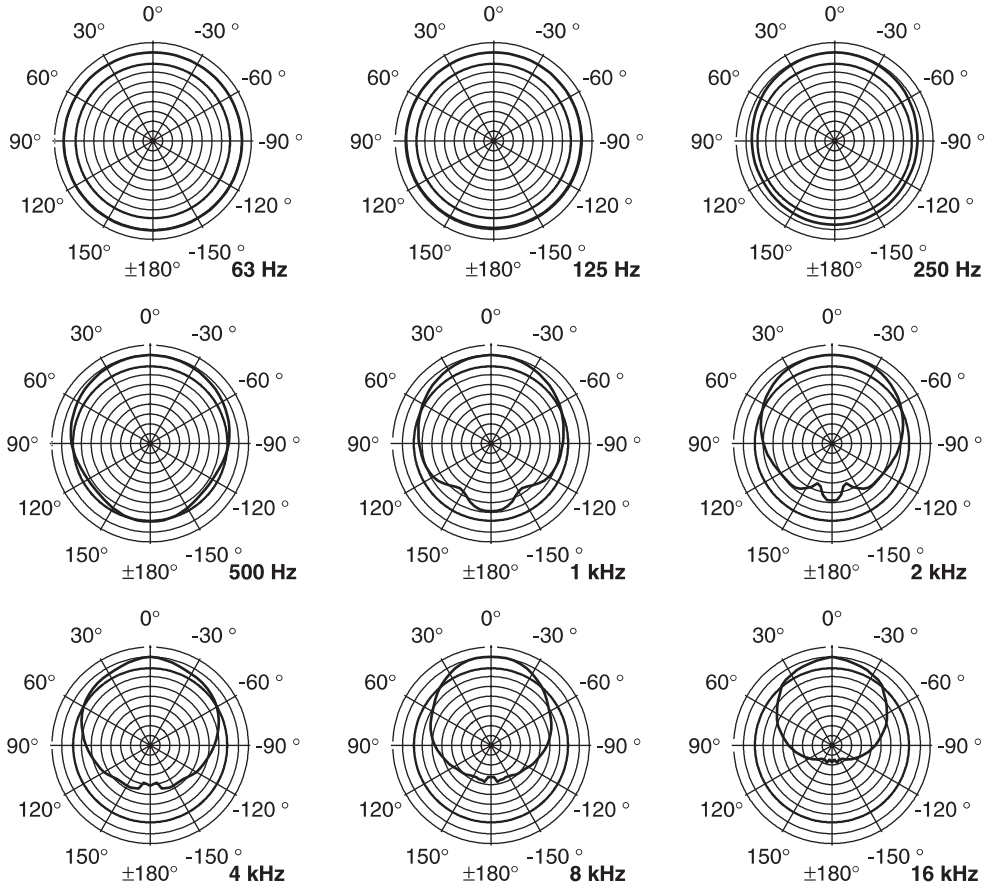 0° 0° 0°
30° -30 ° 30° -30 ° 30° -30 °
60° -60 ° 60° -60 ° 60° -60 °
90° -90 ° 90° -90 ° 90° -90 °
120° -120 ° 120° -120 ° 120° -120 °
150° -150 ° 150° -150 ° 150° -150 °
±180° 63 Hz ±180° 125 Hz ±180° 250 Hz
0° 0° 0°
30° -30 ° 30° -30 ° 30° -30 °
60° -60 ° 60° -60 ° 60° -60 °
90° -90 ° 90° -90 ° 90° -90 °
120° -120 ° 120° -120 ° 120° -120 °
150° -150 ° 150° -150 ° 150° -150 °
±180° 500 Hz ±180° 1 kHz ±180° 2 kHz
0° 0° 0°
30° -30 ° 30° -30 ° 30° -30 °
60° -60 ° 60° -60 ° 60° -60 °
90° -90 ° 90° -90 ° 90° -90 °
120° -120 ° 120° -120 ° 120° -120 °
150° -150 ° 150° -150 ° 150° -150 °
±180° 4 kHz ±180° 8 kHz ±180° 16 kHz